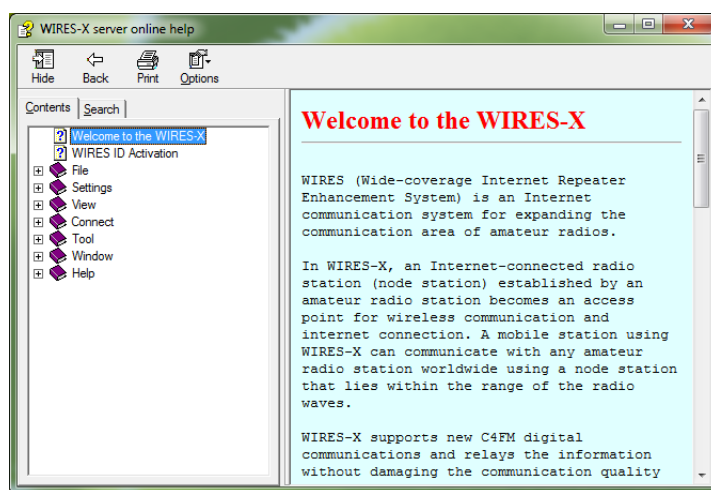 WIRES-X server online help
Hide Back Print Options
Contents Search
Welcome to the WIRES-X
WIRES ID Activation
File
Settings
View
Connect
Tool
Window
Help
Welcome to the WIRES-X
WIRES (Wide-coverage Internet Repeater
Enhancement System) is an Internet
communication system for expanding the
communication area of amateur radios.
In WIRES-X, an Internet-connected radio
station (node station) established by an
amateur radio station becomes an access
point for wireless communication and
internet connection. A mobile station using
WIRES-X can communicate with any amateur
radio station worldwide using a node station
that lies within the range of the radio
waves.
WIRES-X supports new C4FM digital
communications and relays the information
without damaging the communication quality